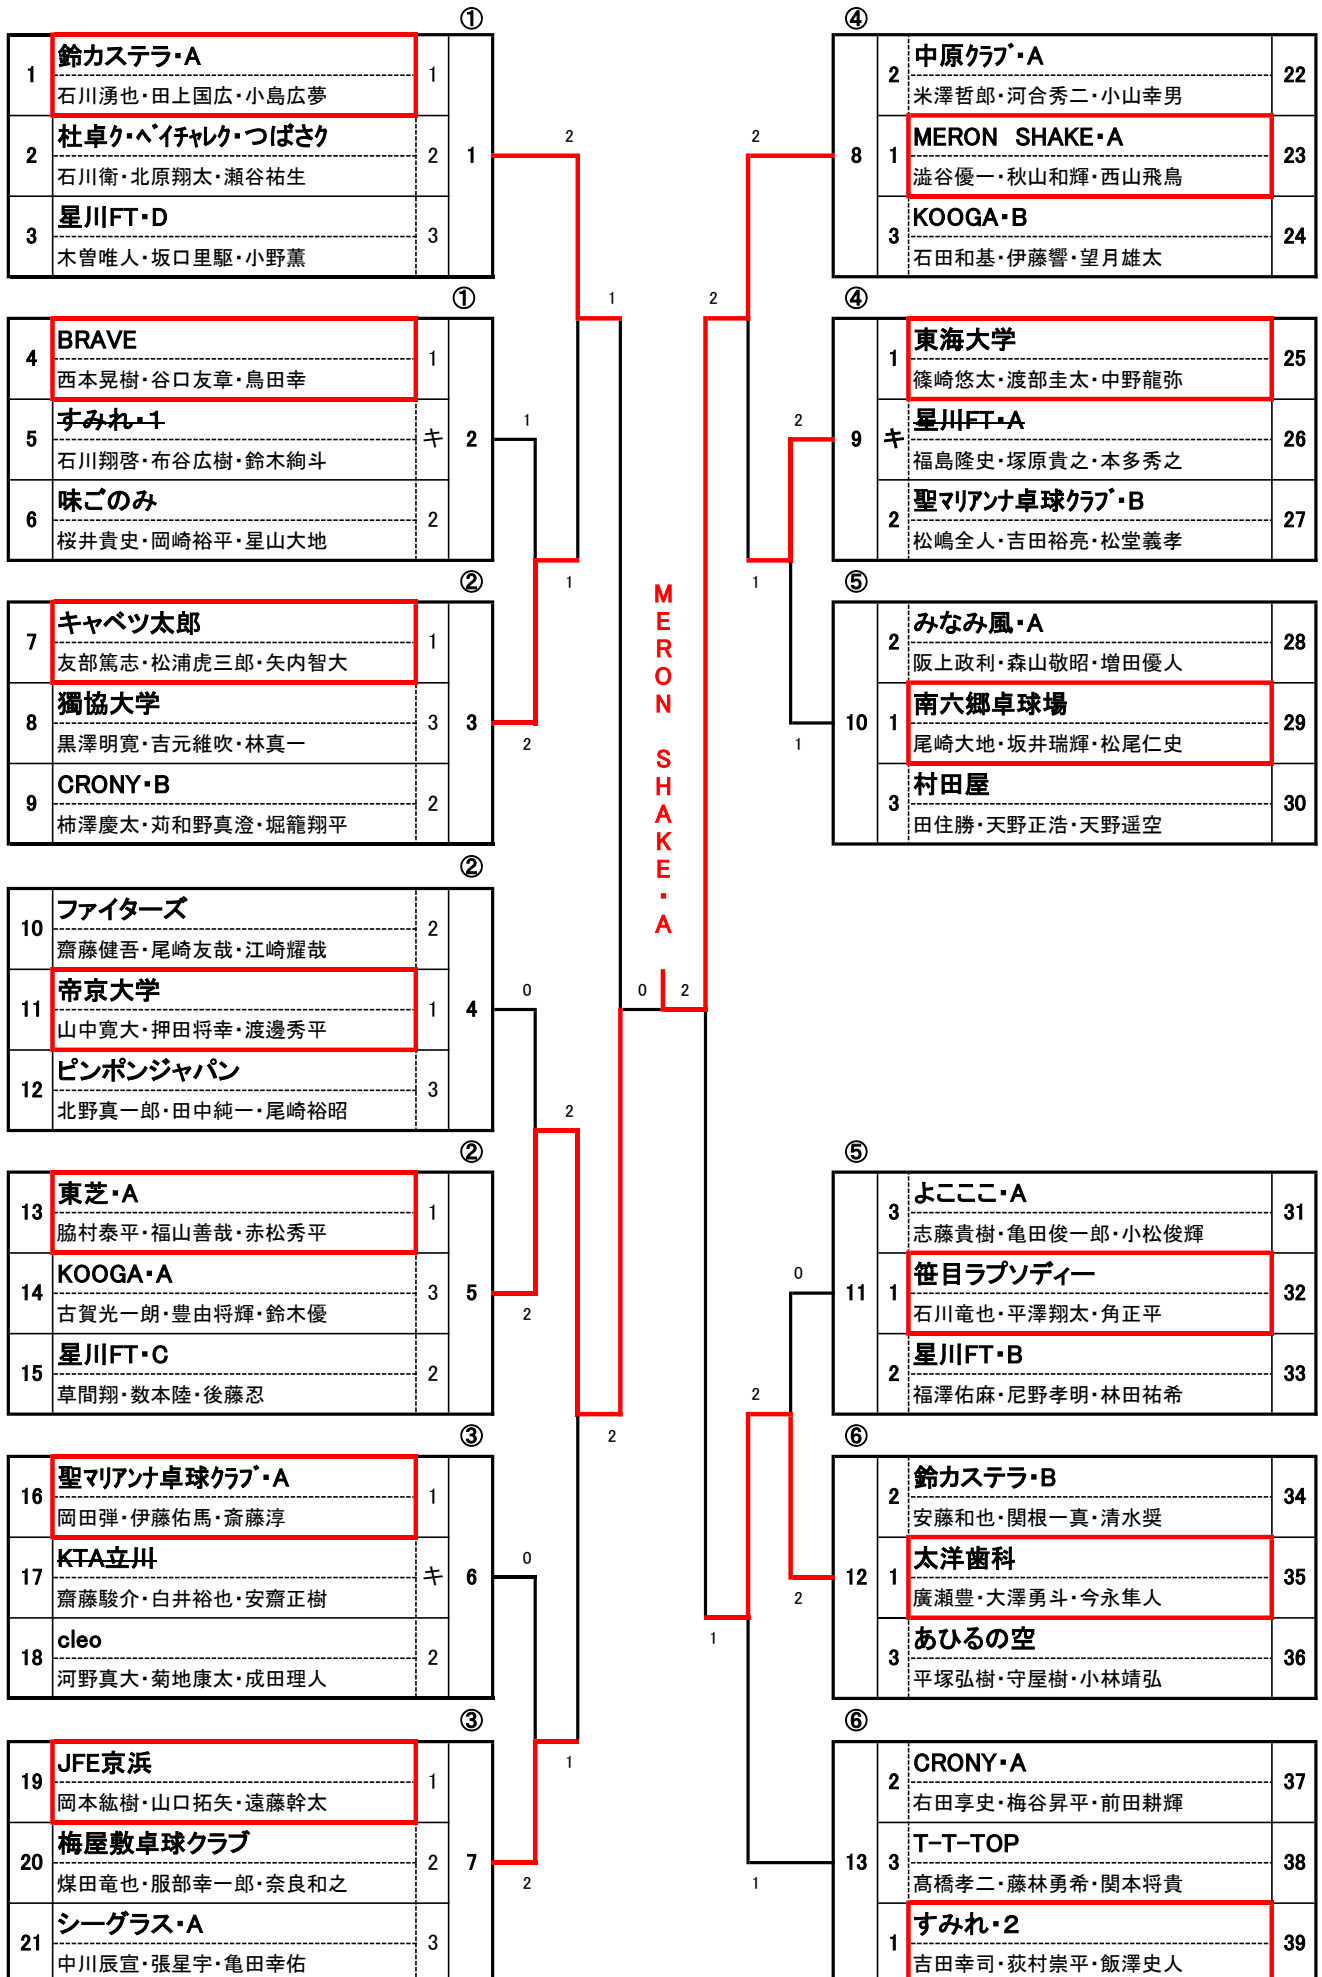 ①
1
鈴カステラ・A
1
石川湧也・田上国広・小島広夢
2
杜卓ク・ベイチャレク・つばさク
2
石川衛・北原翔太・瀬谷祐生
3
星川FT・D
3
木曽唯人・坂口里駆・小野薫
1
2
1
①
4
BRAVE
1
西本晃樹・谷口友章・鳥田幸
5
すみれ・1
キ
石川翔啓・布谷広樹・鈴木絢斗
6
味ごのみ
2
桜井貴史・岡崎裕平・星山大地
2
1
1
②
7
キャベツ太郎
1
友部篤志・松浦虎三郎・矢内智大
8
獨協大学
3
黒澤明寛・吉元維吹・林真一
9
CRONY・B
2
柿澤慶太・苅和野真澄・堀籠翔平
3
2
②
10
ファイターズ
2
齋藤健吾・尾崎友哉・江崎耀哉
11
帝京大学
1
山中寛大・押田将幸・渡邊秀平
12
ピンポンジャパン
3
北野真一郎・田中純一・尾崎裕昭
4
0
2
②
13
東芝・A
1
脇村泰平・福山善哉・赤松秀平
14
KOOGA・A
3
古賀光一朗・豊由将輝・鈴木優
15
星川FT・C
2
草間翔・数本陸・後藤忍
5
2
2
③
16
聖マリアンナ卓球クラブ・A
1
岡田弾・伊藤佑馬・斎藤淳
17
KTA立川
キ
齋藤駿介・白井裕也・安齋正樹
18
cleo
2
河野真大・菊地康太・成田理人
6
0
③
19
JFE京浜
1
岡本紘樹・山口拓矢・遠藤幹太
20
梅屋敷卓球クラブ
2
煤田竜也・服部幸一郎・奈良和之
21
シーグラス・A
3
中川辰宣・張星宇・亀田幸佑
7
2
1
MERON SHAKE・A
0
2
④
8
2
中原クラブ・A
22
米澤哲郎・河合秀二・小山幸男
1
MERON SHAKE・A
23
澁谷優一・秋山和輝・西山飛鳥
3
KOOGA・B
24
石田和基・伊藤響・望月雄太
2
2
④
9
1
東海大学
25
篠崎悠太・渡部圭太・中野龍弥
キ
星川FT・A
26
福島隆史・塚原貴之・本多秀之
2
聖マリアンナ卓球クラブ・B
27
松嶋全人・吉田裕亮・松堂義孝
2
1
⑤
10
2
みなみ風・A
28
阪上政利・森山敬昭・増田優人
1
南六郷卓球場
29
尾崎大地・坂井瑞輝・松尾仁史
3
村田屋
30
田住勝・天野正浩・天野遥空
1
⑤
11
3
よこここ・A
31
志藤貴樹・亀田俊一郎・小松俊輝
1
笹目ラプソディー
32
石川竜也・平澤翔太・角正平
2
星川FT・B
33
福澤佑麻・尼野孝明・林田祐希
0
2
⑥
12
2
鈴カステラ・B
34
安藤和也・関根一真・清水奨
1
太洋歯科
35
廣瀬豊・大澤勇斗・今永隼人
3
あひるの空
36
平塚弘樹・守屋樹・小林靖弘
2
1
⑥
13
2
CRONY・A
37
右田享史・梅谷昇平・前田耕輝
3
T-T-TOP
38
髙橋孝二・藤林勇希・関本将貴
1
すみれ・2
39
吉田幸司・荻村崇平・飯澤史人
1